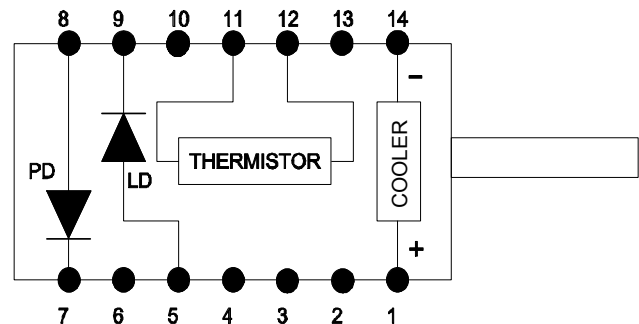 8 9 10 11 12 13 14
−
THERMISTOR
COOLER
PD
LD
+
7 6 5 4 3 2 1